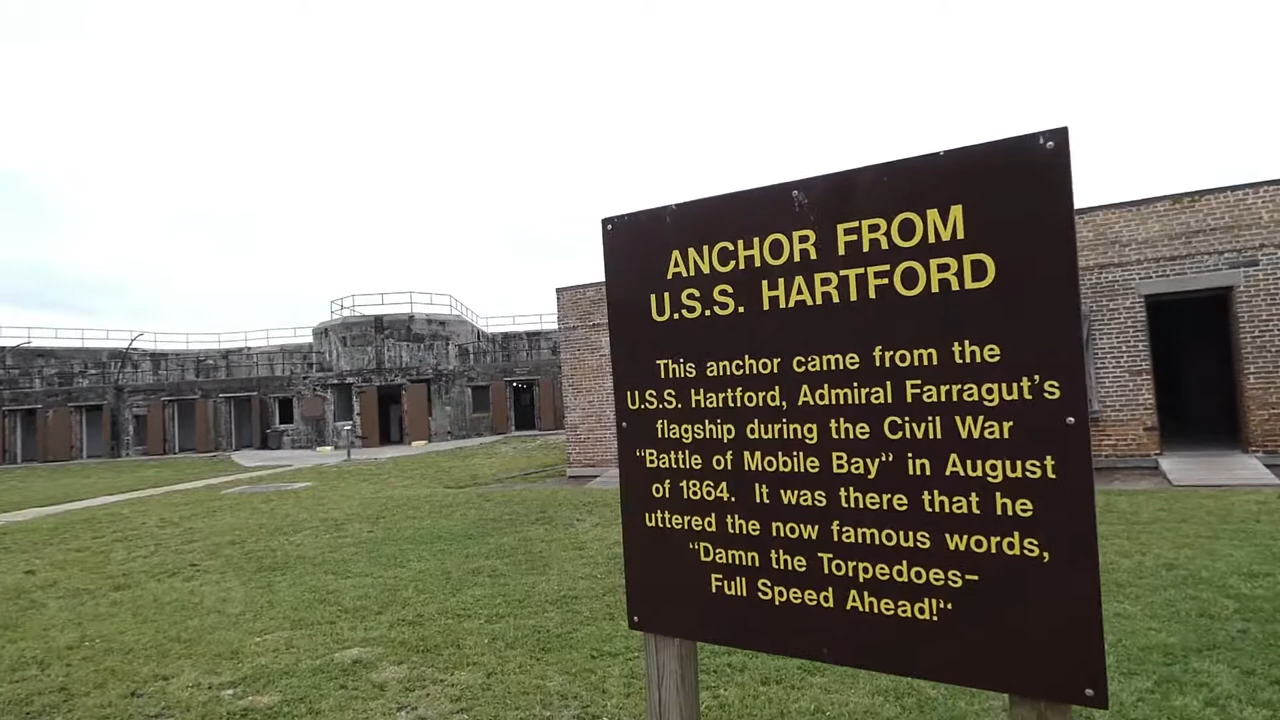 ANCHOR FROM
U.S.S. HARTFORD
This anchor came from the
U.S.S. Hartford, Admiral Farragut's
flagship during the Civil War
"Battle of Mobile Bay" in August
of 1864. It was there that he
uttered the now famous words,
"Damn the Torpedoes-
Full Speed Ahead!"